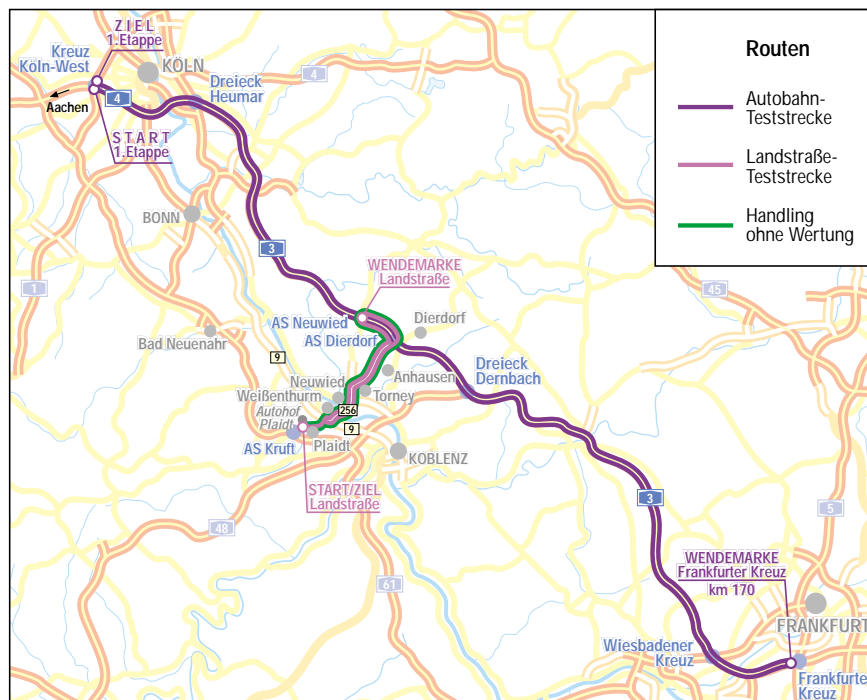 ZIEL
1.Etappe
Kreuz
Köln-West
KÖLN
Dreieck
Heumar
4
Aachen
4
START
1.Etappe
BONN
3
1
WENDEMARKE
Landstraße
AS Neuwied
AS Dierdorf
Dierdorf
Bad Neuenahr
9
Neuwied
Anhausen
Dreieck
Dernbach
Weißenthurm
Torney
Autohof
Plaidt
256
9
AS Kruft
Plaidt
KOBLENZ
START/ZIEL
Landstraße
48
61
3
5
45
WENDEMARKE
Frankfurter Kreuz
km 170
FRANKFURT
Wiesbadener
Kreuz
Frankfurter
Kreuz
Routen
Autobahn-
Teststrecke
Landstraße-
Teststrecke
Handling
ohne Wertung